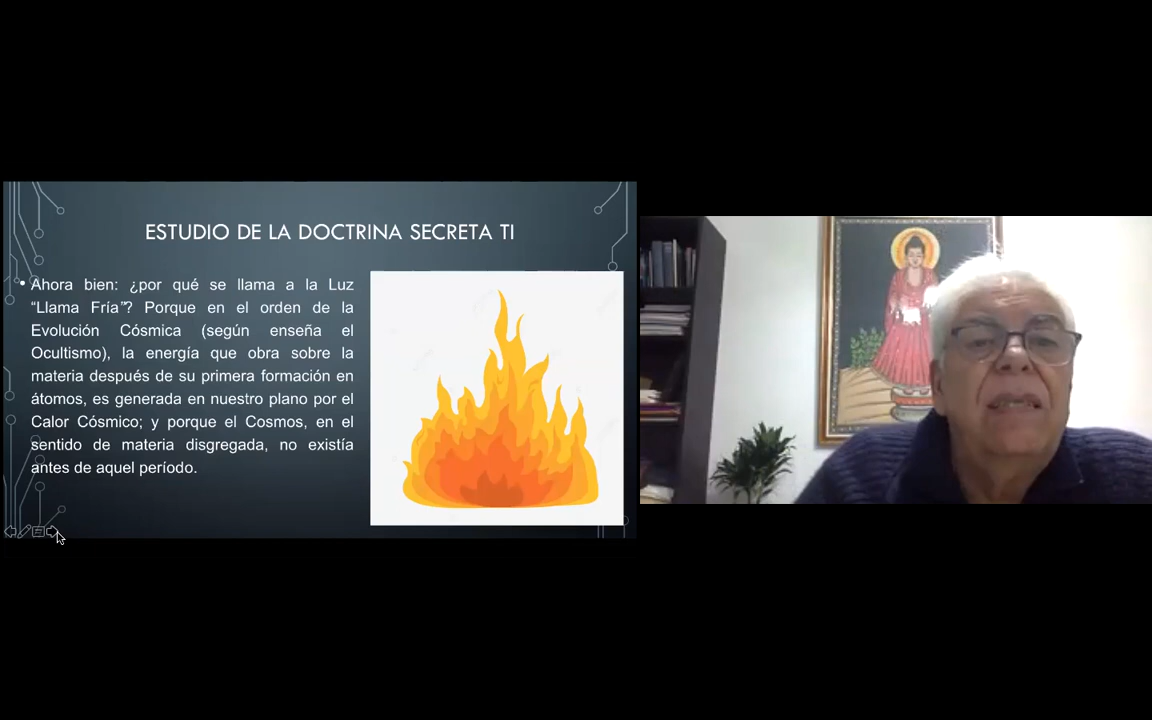 ESTUDIO DE LA DOCTRINA SECRETA TI
• Ahora bien: ¿por qué se llama a la Luz
“Llama Fría”? Porque en el orden de la
Evolución Cósmica (según enseña el
Ocultismo), la energía que obra sobre la
materia después de su primera formación en
átomos, es generada en nuestro plano por el
Calor Cósmico; y porque el Cosmos, en el
sentido de materia disgregada, no existía
antes de aquel período.